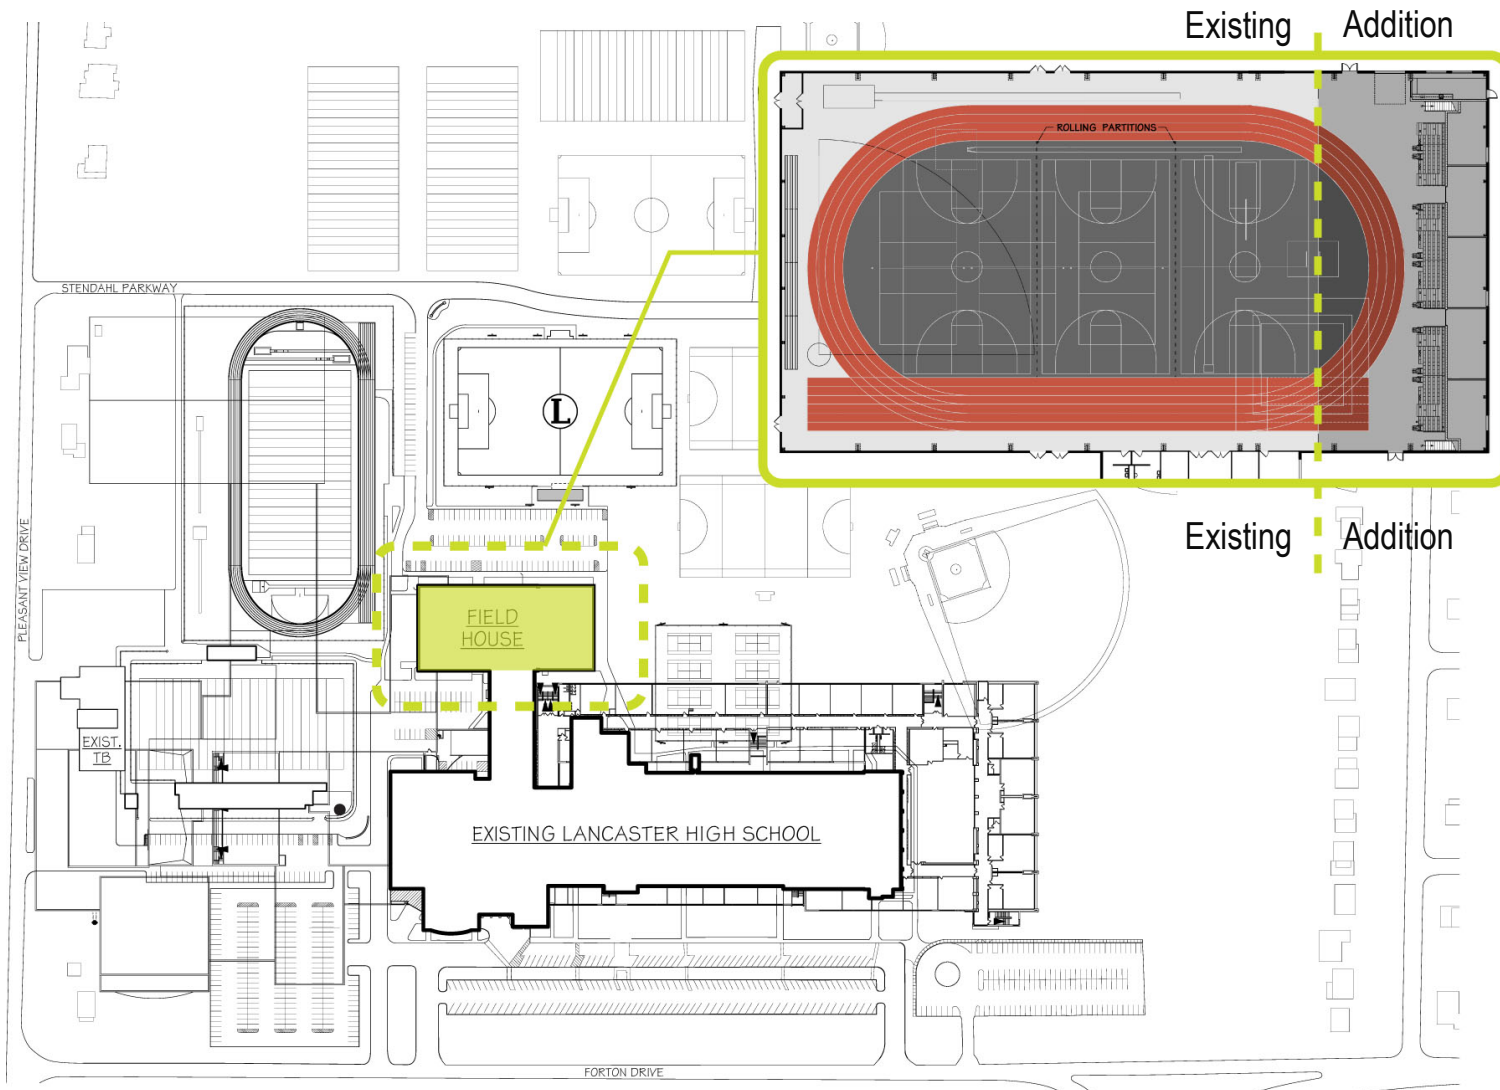 Existing
Addition
ROLLING PARTITIONS
STENDAHL PARKWAY
L
PLEASANT VIEW DRIVE
Existing
Addition
FIELD
HOUSE
EXIST.
TB
EXISTING LANCASTER HIGH SCHOOL
FORTON DRIVE